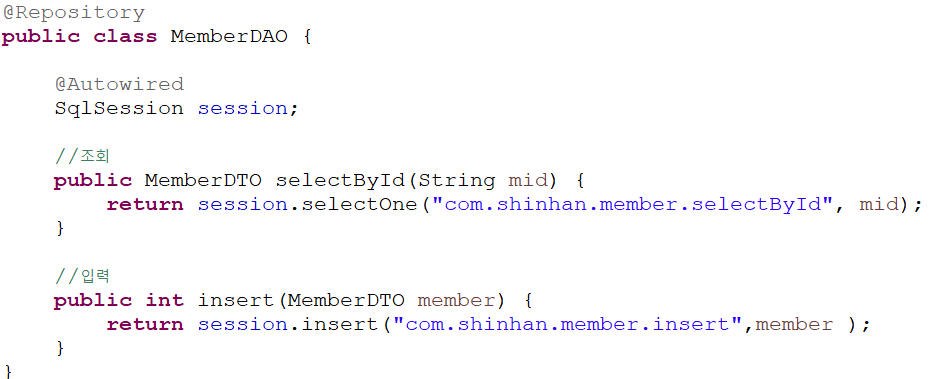 @Repository
public class MemberDAO {
@Autowired
SqlSession session;
//조회
public MemberDTO selectById(String mid) {
return session.selectOne("com.shinhan.member.selectById", mid);
}
//입력
public int insert(MemberDTO member) {
return session.insert("com.shinhan.member.insert",member );
}
}